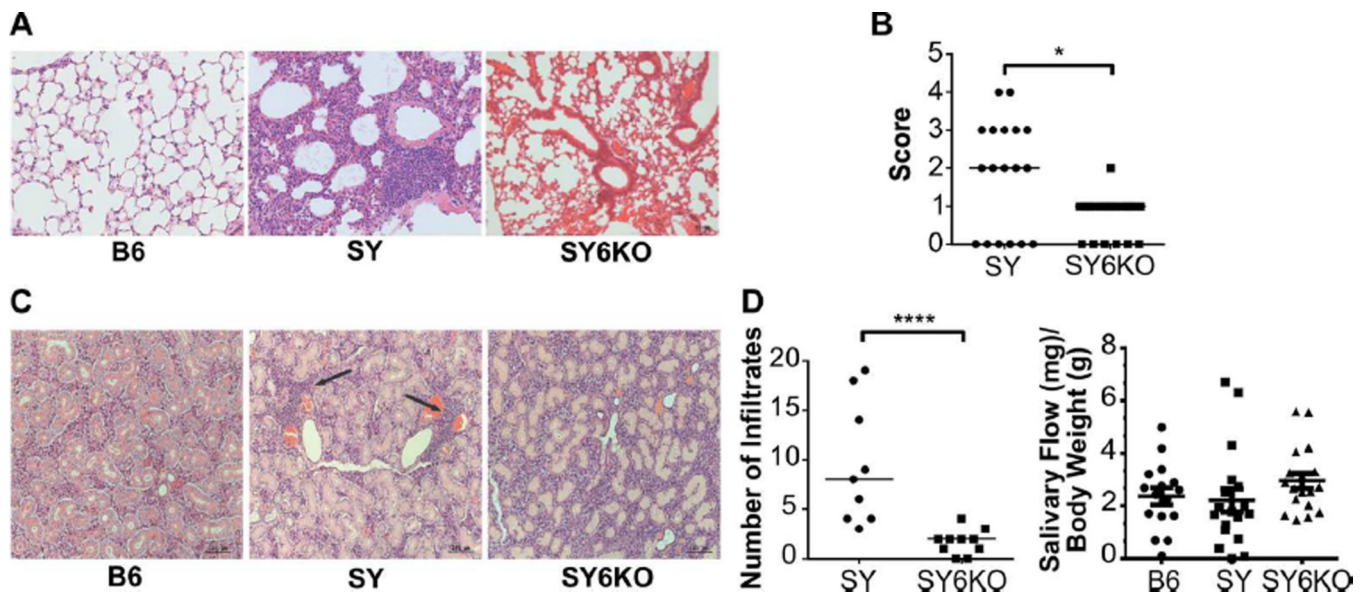 A
B6
SY
SY6KO
B
Score
5
4
3
2
1
0
*
SY
SY6KO
C
B6
SY
SY6KO
D
Number of Infiltrates
20
15
10
5
0
****
SY
SY6KO
Salivary Flow (mg)/
Body Weight (g)
8
6
4
2
0
B6
SY
SY6KO